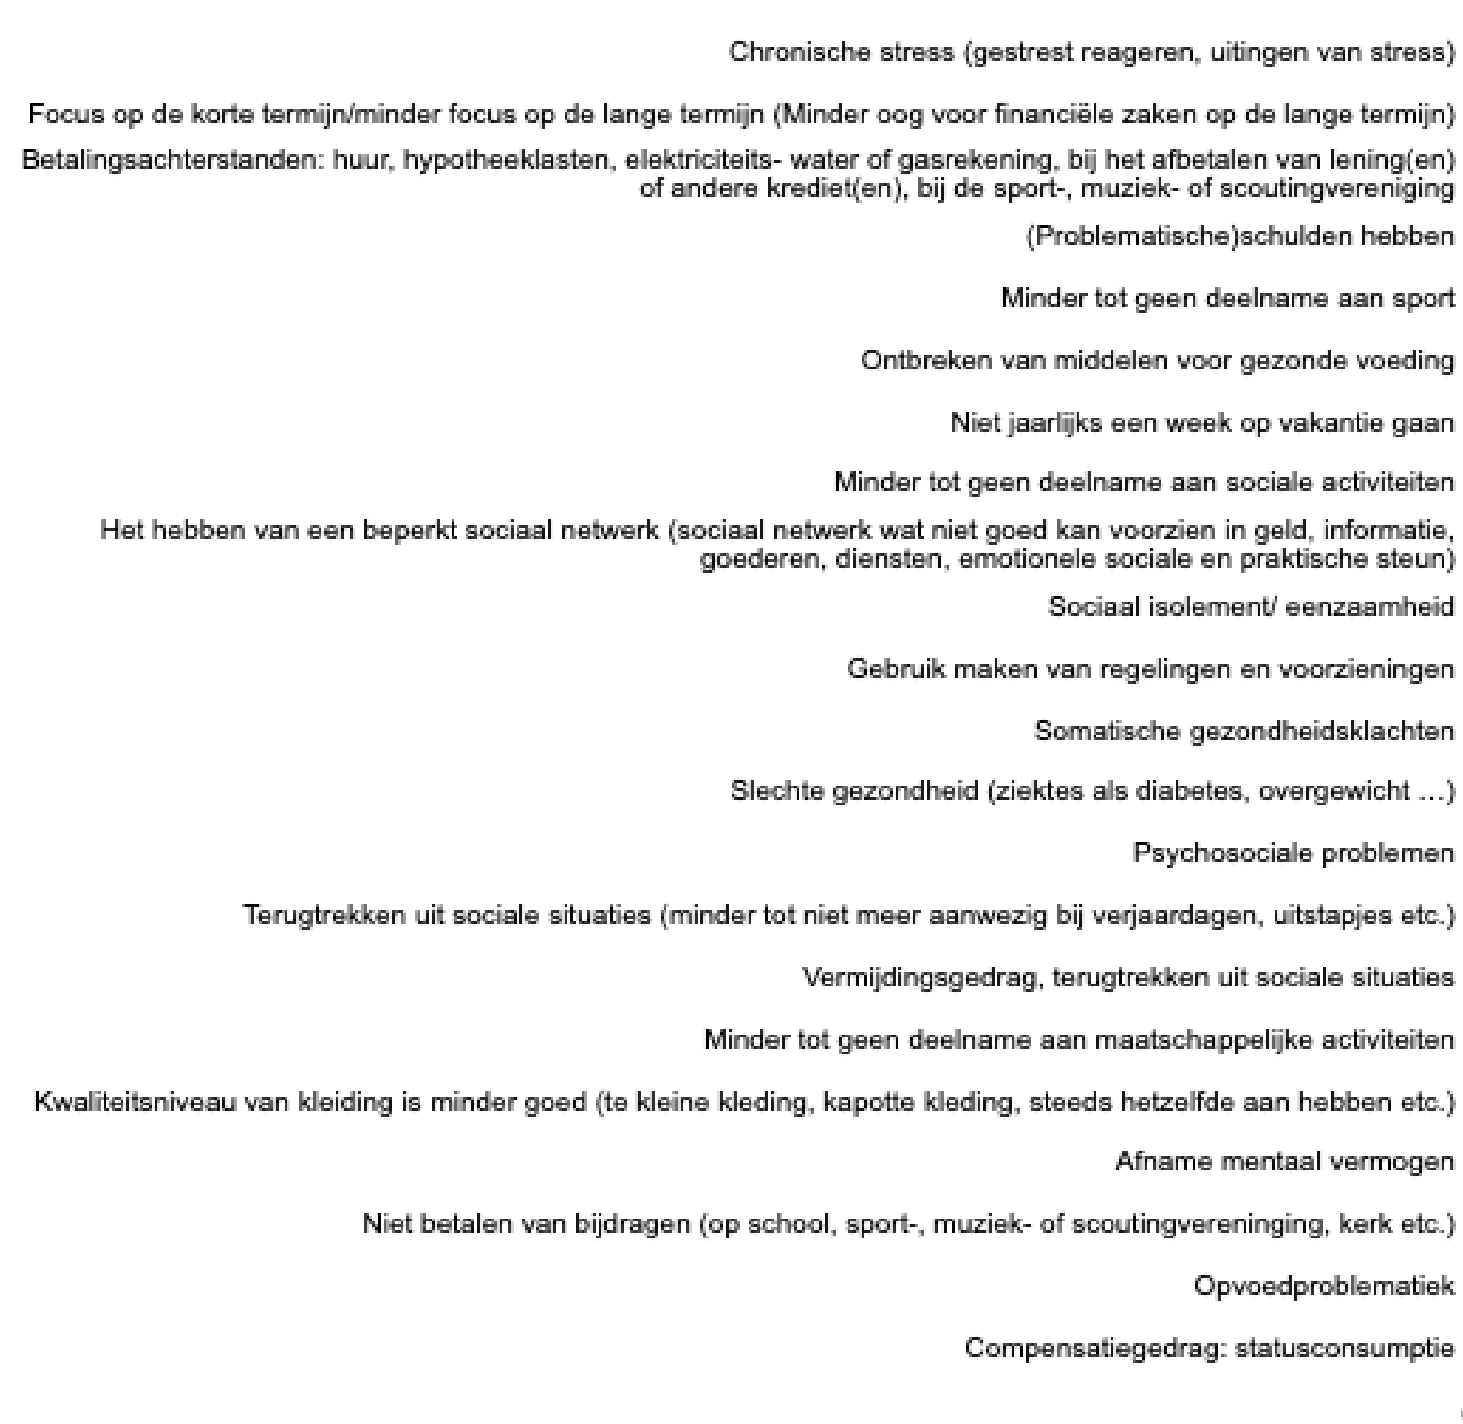 Chronische stress (gestrest reageren, uitingen van stress)
Focus op de korte termijn/minder focus op de lange termijn (Minder oog voor financiële zaken op de lange termijn)
Betalingsachterstanden: huur, hypotheeklasten, elektriciteits- water of gasrekening, bij het afbetalen van lening(en)
of andere krediet(en), bij de sport-, muziek- of scoutingvereniging
(Problematische)schulden hebben
Minder tot geen deelname aan sport
Ontbreken van middelen voor gezonde voeding
Niet jaarlijks een week op vakantie gaan
Minder tot geen deelname aan sociale activiteiten
Het hebben van een beperkt sociaal netwerk (sociaal netwerk wat niet goed kan voorzien in geld, informatie,
goederen, diensten, emotionele sociale en praktische steun)
Sociaal isolement/ eenzaamheid
Gebruik maken van regelingen en voorzieningen
Somatische gezondheidsklachten
Slechte gezondheid (ziektes als diabetes, overgewicht …)
Psychosociale problemen
Terugtrekken uit sociale situaties (minder tot niet meer aanwezig bij verjaardagen, uitstapjes etc.)
Vermijdingsgedrag, terugtrekken uit sociale situaties
Minder tot geen deelname aan maatschappelijke activiteiten
Kwaliteitsniveau van kleiding is minder goed (te kleine kleding, kapotte kleding, steeds hetzelfde aan hebben etc.)
Afname mentaal vermogen
Niet betalen van bijdragen (op school, sport-, muziek- of scoutingvereninging, kerk etc.)
Opvoedproblematiek
Compensatiegedrag: statusconsumptie